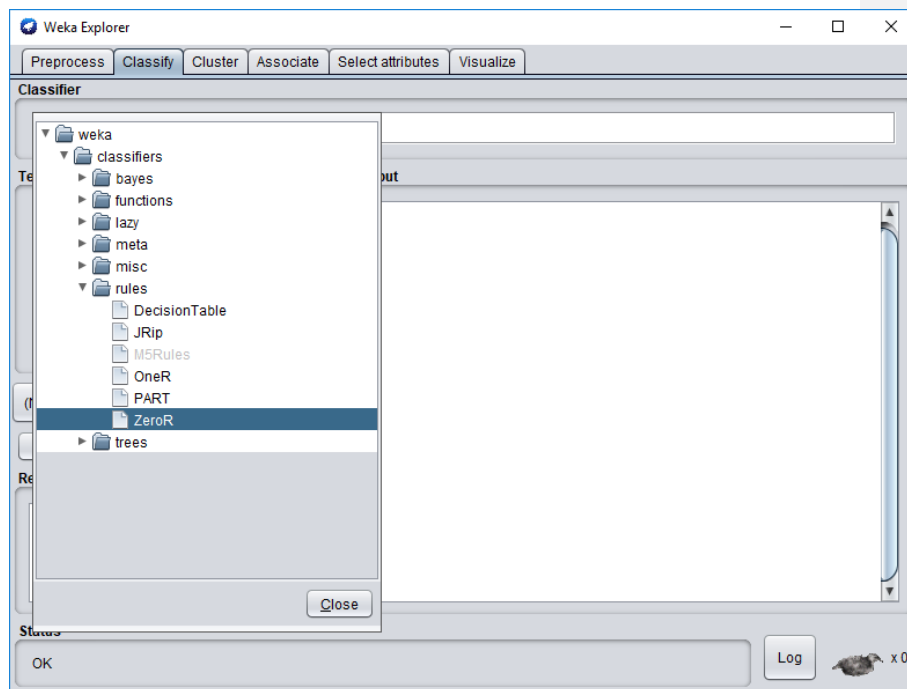 Weka Explorer
Preprocess Classify Cluster Associate Select attributes Visualize
Classifier
weka
classifiers
bayes
functions
lazy
meta
misc
rules
DecisionTable
JRip
M5Rules
OneR
PART
ZeroR
trees
Close
Status
OK
Log
x 0